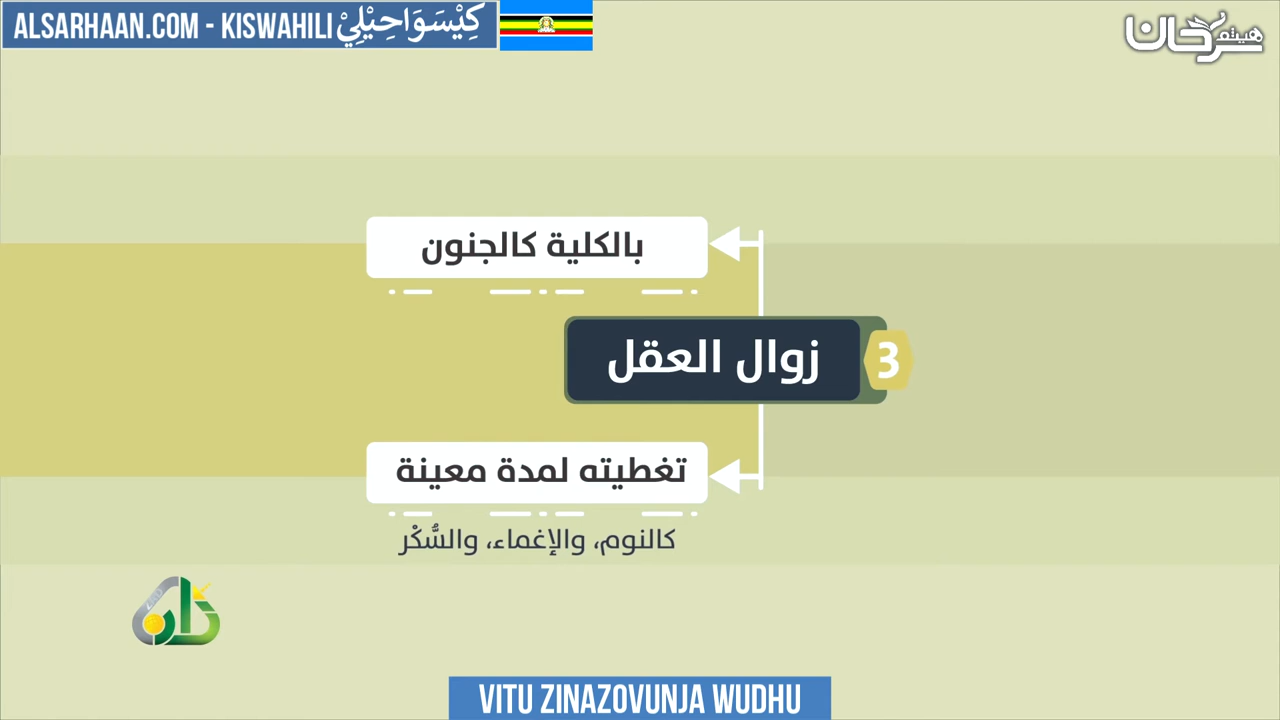 ALSARHAAN.COM - KISWAHILI كِيْسَوَاحِيْلِيْ
هيثم سرحان
بالكلية كالجنون
3 زوال العقل
تغطيته لمدة معينة
كالنوم، والإغماء، والسُّكْر
VITU ZINAZOVUNJA WUDHU